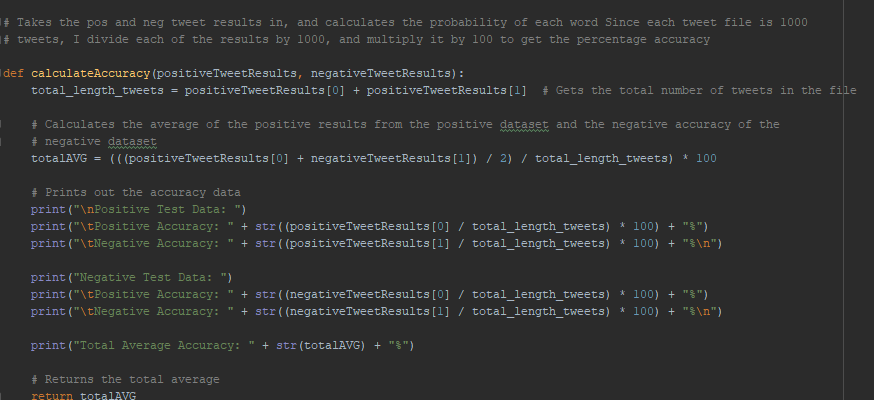 # Takes the pos and neg tweet results in, and calculates the probability of each word Since each tweet file is 1000
# tweets, I divide each of the results by 1000, and multiply it by 100 to get the percentage accuracy
def calculateAccuracy(positiveTweetResults, negativeTweetResults):
total_length_tweets = positiveTweetResults[0] + positiveTweetResults[1]  # Gets the total number of tweets in the file
# Calculates the average of the positive results from the positive dataset and the negative accuracy of the
# negative dataset
totalAVG = (((positiveTweetResults[0] + negativeTweetResults[1]) / 2) / total_length_tweets) * 100
# Prints out the accuracy data
print("\nPositive Test Data: ")
print("\tPositive Accuracy: " + str((positiveTweetResults[0] / total_length_tweets) * 100) + "%")
print("\tNegative Accuracy: " + str((positiveTweetResults[1] / total_length_tweets) * 100) + "%\n")
print("Negative Test Data: ")
print("\tPositive Accuracy: " + str((negativeTweetResults[0] / total_length_tweets) * 100) + "%")
print("\tNegative Accuracy: " + str((negativeTweetResults[1] / total_length_tweets) * 100) + "%\n")
print("Total Average Accuracy: " + str(totalAVG) + "%")
# Returns the total average
return totalAVG